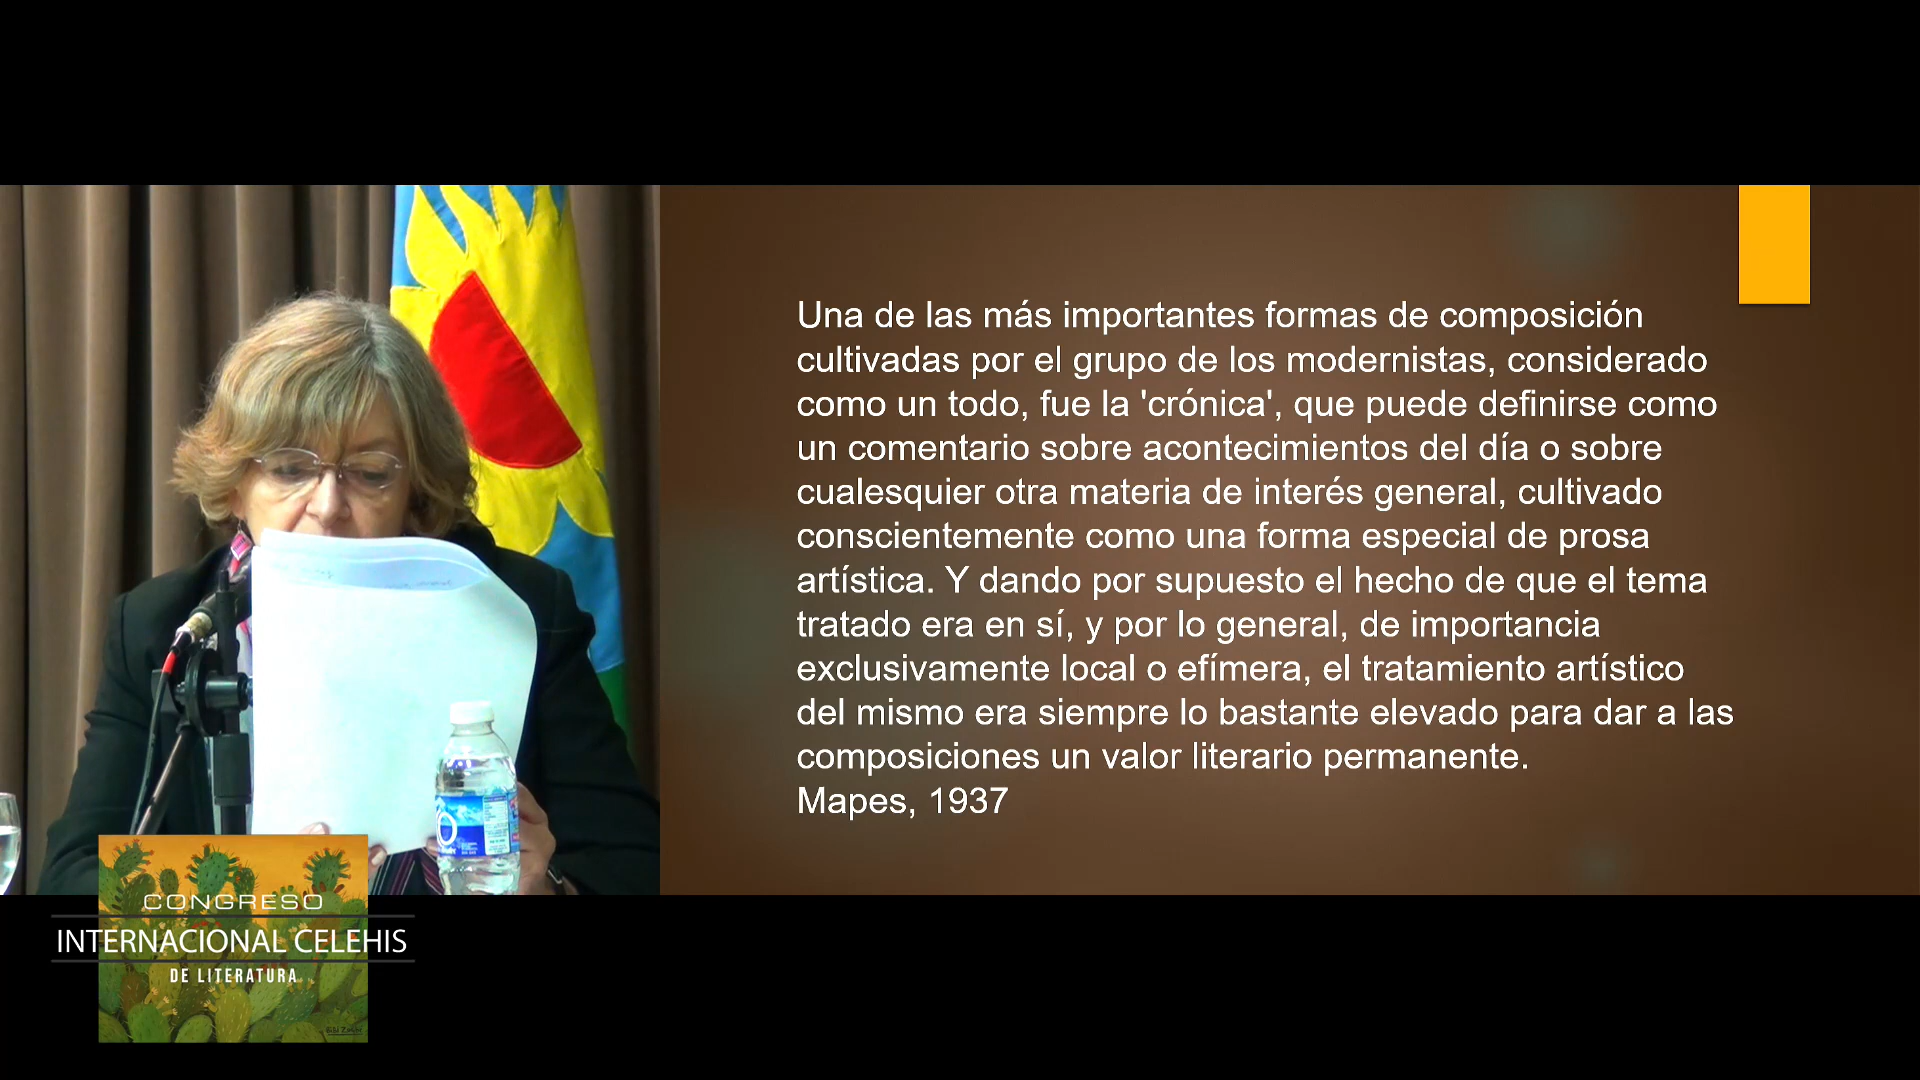 Una de las más importantes formas de composición
cultivadas por el grupo de los modernistas, considerado
como un todo, fue la 'crónica', que puede definirse como
un comentario sobre acontecimientos del día o sobre
cualesquier otra materia de interés general, cultivado
conscientemente como una forma especial de prosa
artística. Y dando por supuesto el hecho de que el tema
tratado era en sí, y por lo general, de importancia
exclusivamente local o efímera, el tratamiento artístico
del mismo era siempre lo bastante elevado para dar a las
composiciones un valor literario permanente.
Mapes, 1937
CONGRESO
INTERNACIONAL CELEHIS
DE LITERATURA